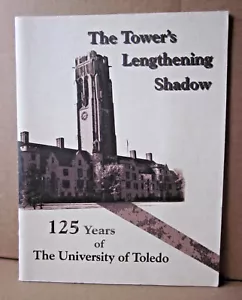 The Tower's
Lengthening
Shadow
125 Years
of
The University of Toledo